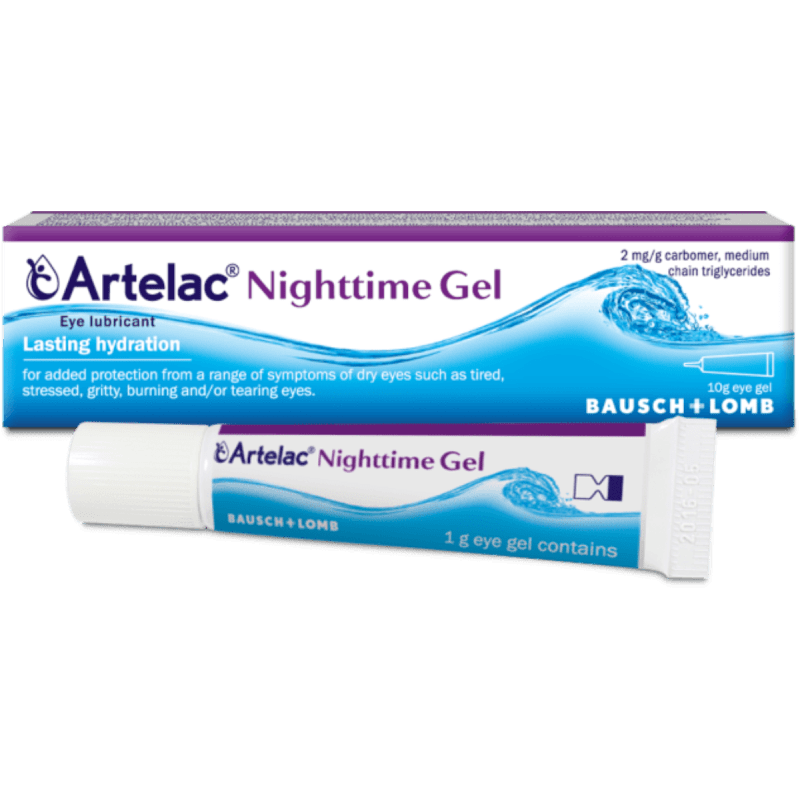 Artelac® Nighttime Gel
2 mg/g carbomer, medium
chain triglycerides
Eye lubricant
Lasting hydration
for added protection from a range of symptoms of dry eyes such as tired,
stressed, gritty, burning and/or tearing eyes.
10g eye gel
BAUSCH+LOMB
Artelac® Nighttime Gel
BAUSCH+LOMB
1 g eye gel contains